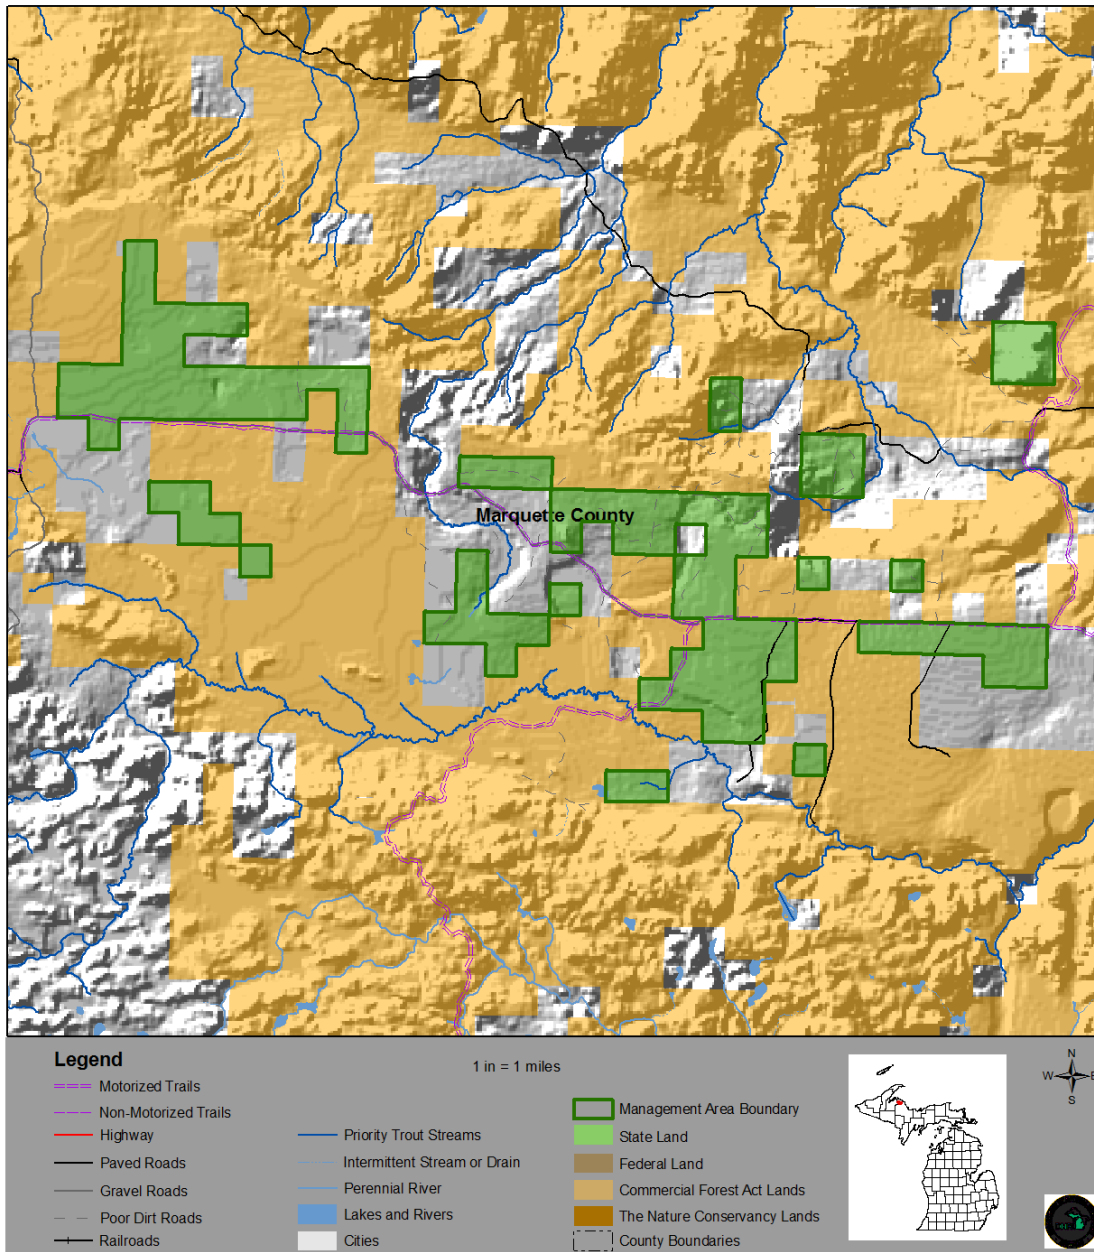 Marquette County
Legend
1 in = 1 miles
Motorized Trails
Non-Motorized Trails
Highway
Paved Roads
Gravel Roads
Poor Dirt Roads
Railroads
Priority Trout Streams
Intermittent Stream or Drain
Perennial River
Lakes and Rivers
Cities
Management Area Boundary
State Land
Federal Land
Commercial Forest Act Lands
The Nature Conservancy Lands
County Boundaries
N
W E
S